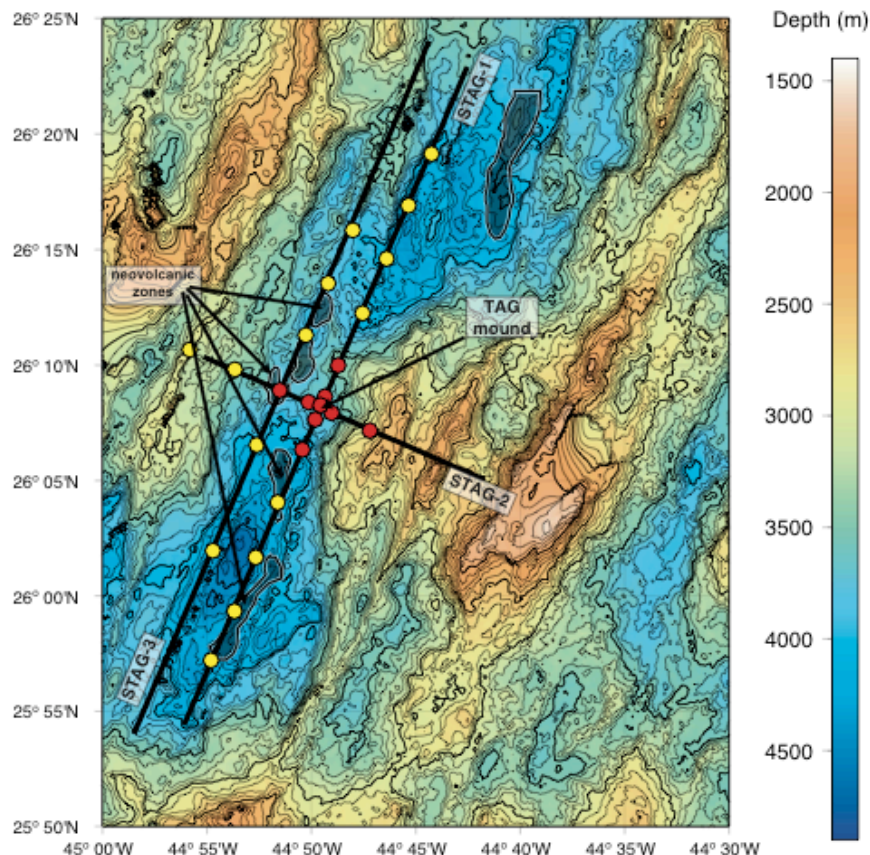 Depth (m)
26° 25'N
26° 20'N
26° 15'N
26° 10'N
26° 05'N
26° 00'N
25° 55'N
25° 50'N
STAG-1
neovolcanic
zones
TAG
mound
STAG-2
STAG-3
45° 00'W
44° 55'W
44° 50'W
44° 45'W
44° 40'W
44° 35'W
44° 30'W
1500
2000
2500
3000
3500
4000
4500